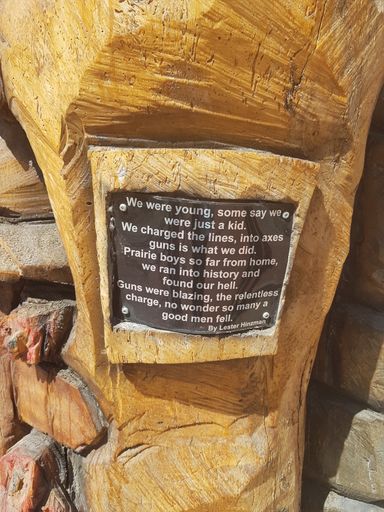 We were young, some say we
were just a kid.
We charged the lines, into axes
guns is what we did.
Prairie boys so far from home,
we ran into history and
found our hell.
Guns were blazing, the relentless
charge, no wonder so many a
good men fell.
By Lester Hinzman